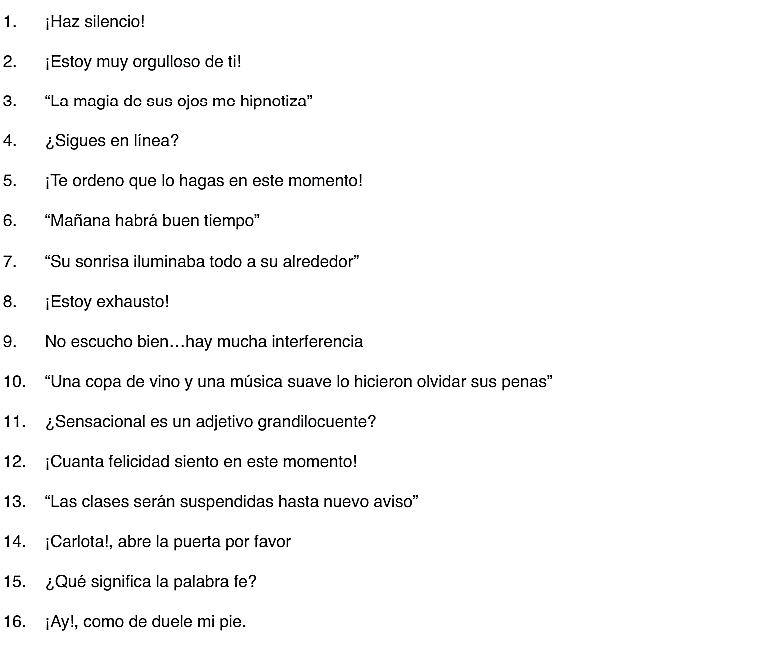 1. ¡Haz silencio!
2. ¡Estoy muy orgulloso de ti!
3. “La magia de sus ojos me hipnotiza”
4. ¿Sigues en línea?
5. ¡Te ordeno que lo hagas en este momento!
6. “Mañana habrá buen tiempo”
7. “Su sonrisa iluminaba todo a su alrededor”
8. ¡Estoy exhausto!
9. No escucho bien…hay mucha interferencia
10. “Una copa de vino y una música suave lo hicieron olvidar sus penas”
11. ¿Sensacional es un adjetivo grandilocuente?
12. ¡Cuanta felicidad siento en este momento!
13. “Las clases serán suspendidas hasta nuevo aviso”
14. ¡Carlota!, abre la puerta por favor
15. ¿Qué significa la palabra fe?
16. ¡Ay!, como de duele mi pie.